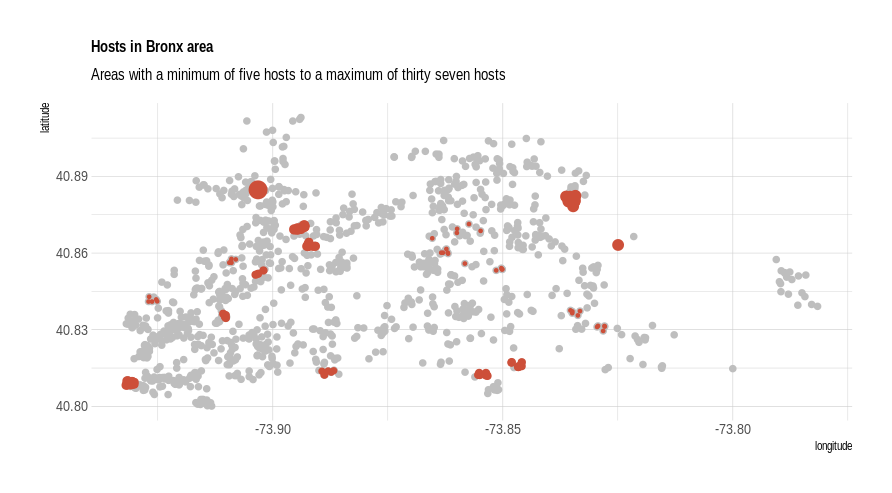 Hosts in Bronx area
Areas with a minimum of five hosts to a maximum of thirty seven hosts
latitude
40.89
40.86
40.83
40.80
-73.90
-73.85
-73.80
longitude